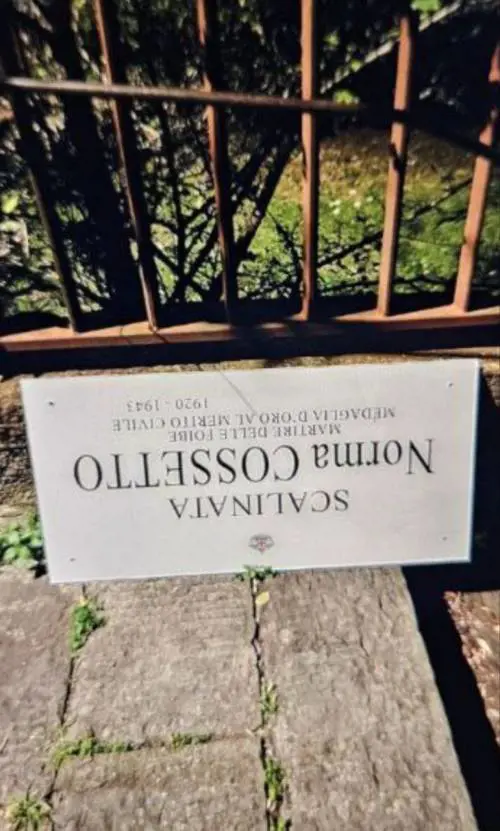 SCALINATA
Norma COSSETTO
MARTIRE DELLE FOIBE
MEDAGLIA D'ORO AL MERITO CIVILE
1920 - 1943